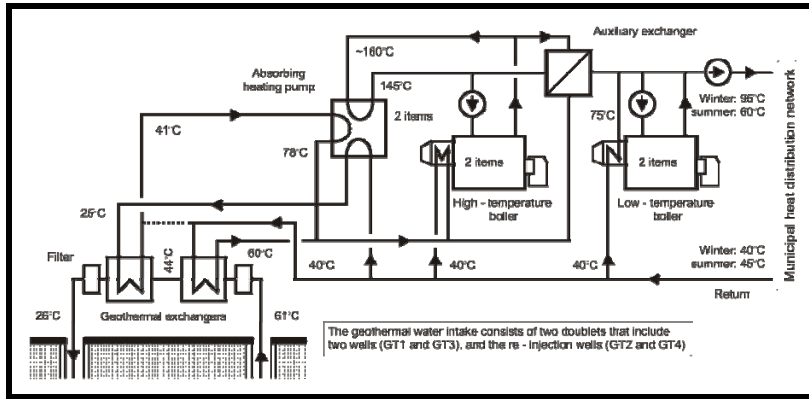 Auxiliary exchanger
~160°C
Absorbing
heating pump
145°C
2 items
41°C
78°C
75°C
Winter: 95°C
summer: 60°C
2 items
2 items
High - temperature
boiler
Low - temperature
boiler
25°C
Filter
44°C
60°C
40°C
40°C
40°C
Winter: 40°C
summer: 45°C
Return
Municipal heat distribution network
26°C
Geothermal exchangers
61°C
The geothermal water intake consists of two doublets that include
two wells (GT1 and GT3), and the re - injection wells (GT2 and GT4)